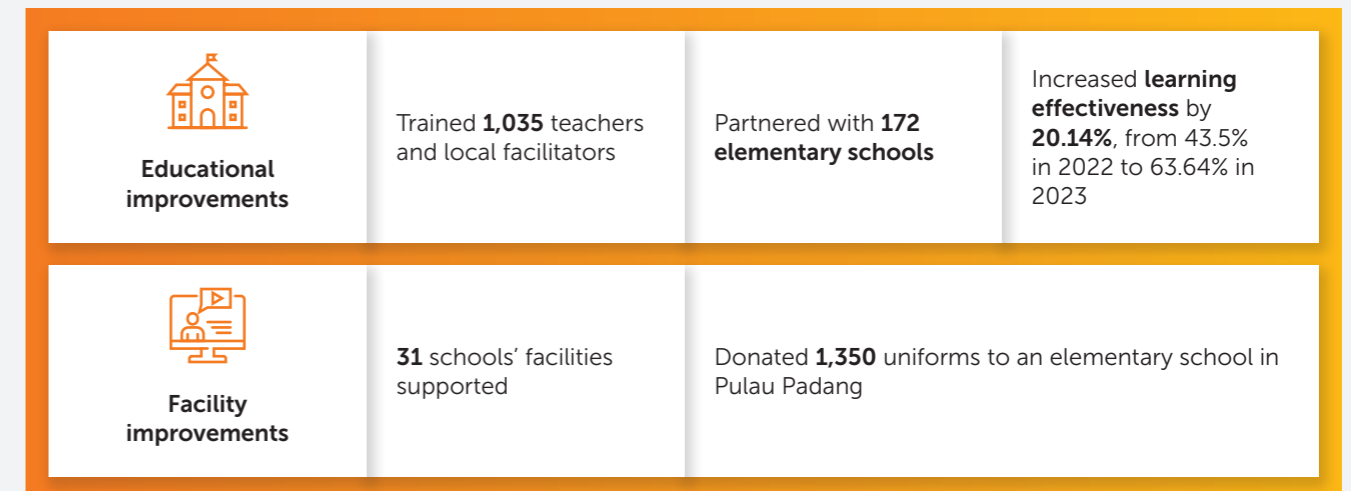 Educational
improvements
Trained 1,035 teachers
and local facilitators
Partnered with 172
elementary schools
Increased learning
effectiveness by
20.14%, from 43.5%
in 2022 to 63.64% in
2023
Facility
improvements
31 schools’ facilities
supported
Donated 1,350 uniforms to an elementary school in
Pulau Padang